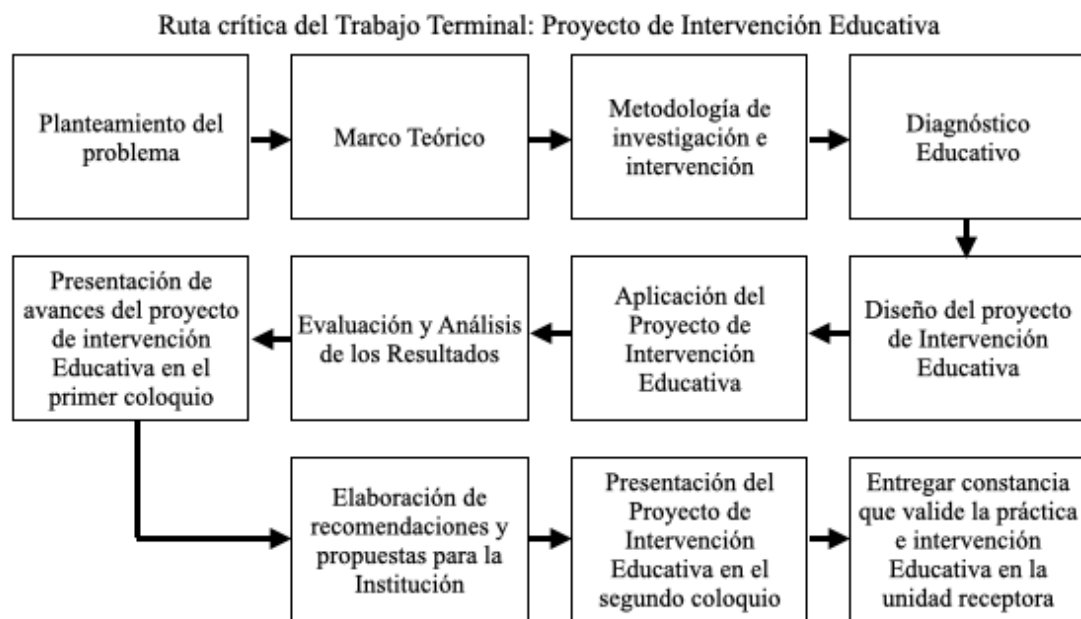 Ruta crítica del Trabajo Terminal: Proyecto de Intervención Educativa
Planteamiento del
problema
Marco Teórico
Metodología de
investigación e
intervención
Diagnóstico
Educativo
Diseño del proyecto
de Intervención
Educativa
Aplicación del
Proyecto de
Intervención
Educativa
Evaluación y Análisis
de los Resultados
Presentación de
avances del proyecto
de intervención
Educativa en el
primer coloquio
Elaboración de
recomendaciones y
propuestas para la
Institución
Presentación del
Proyecto de
Intervención
Educativa en el
segundo coloquio
Entregar constancia
que valide la práctica
e intervención
Educativa en la
unidad receptora